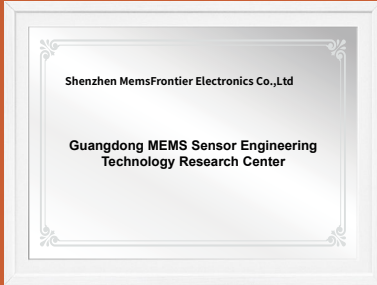 Shenzhen MemsFrontier Electronics Co.,Ltd
Guangdong MEMS Sensor Engineering
Technology Research Center